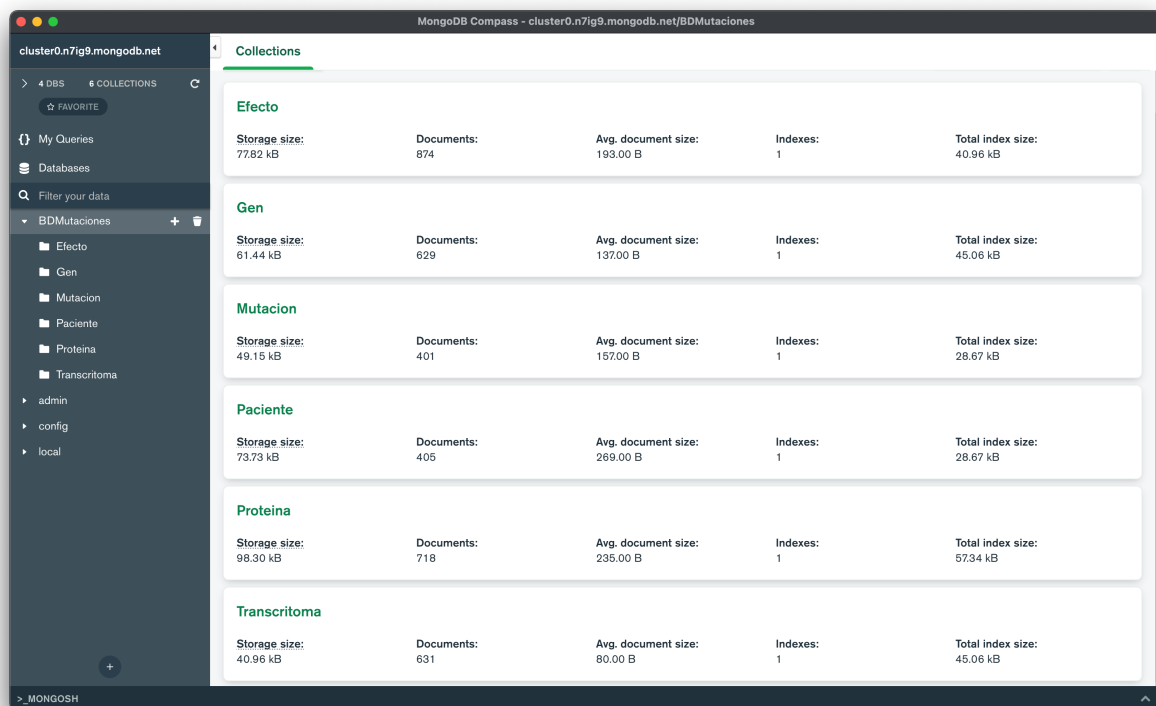 MongoDB Compass - cluster0.n7ig9.mongodb.net/BDMutaciones
cluster0.n7ig9.mongodb.net
4 DBS 6 COLLECTIONS
FAVORITE
{} My Queries
Databases
Filter your data
BDMutaciones
Efecto
Gen
Mutacion
Paciente
Proteina
Transcritoma
admin
config
local
+
Collections
Efecto
Storage size: Documents: Avg. document size: Indexes: Total index size:
77.82 kB 874 193.00 B 1 40.96 kB
Gen
Storage size: Documents: Avg. document size: Indexes: Total index size:
61.44 kB 629 137.00 B 1 45.06 kB
Mutacion
Storage size: Documents: Avg. document size: Indexes: Total index size:
49.15 kB 401 157.00 B 1 28.67 kB
Paciente
Storage size: Documents: Avg. document size: Indexes: Total index size:
73.73 kB 405 269.00 B 1 28.67 kB
Proteina
Storage size: Documents: Avg. document size: Indexes: Total index size:
98.30 kB 718 235.00 B 1 57.34 kB
Transcritoma
Storage size: Documents: Avg. document size: Indexes: Total index size:
40.96 kB 631 80.00 B 1 45.06 kB
>_MONGOSH